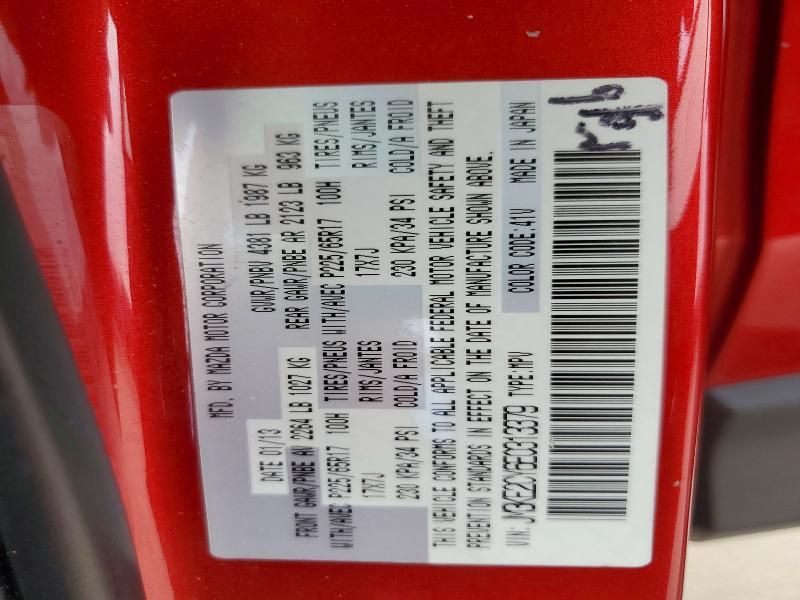 MFD. BY MAZDA MOTOR CORPORATION
DATE 01/13 GVWR/PNBV 4381 LB 1987 KG
FRONT GAWR/PNBE AV 2264 LB 1027 KG REAR GAWR/PNBE AR 2123 LB 963 KG
WITH/AVEC P225/65R17 100H TIRES/PNEUS WITH/AVEC P225/65R17 100H TIRES/PNEUS
17X7J RIMS/JANTES 17X7J RIMS/JANTES
230 KPA/34 PSI COLD/A FROID 230 KPA/34 PSI COLD/A FROID
THIS VEHICLE CONFORMS TO ALL APPLICABLE FEDERAL MOTOR VEHICLE SAFETY AND THEFT
PREVENTION STANDARDS IN EFFECT ON THE DATE OF MANUFACTURE SHOWN ABOVE.
VIN: JM3KE2CY6E0313379 TYPE:MPV COLOR CODE:41V MADE IN JAPAN